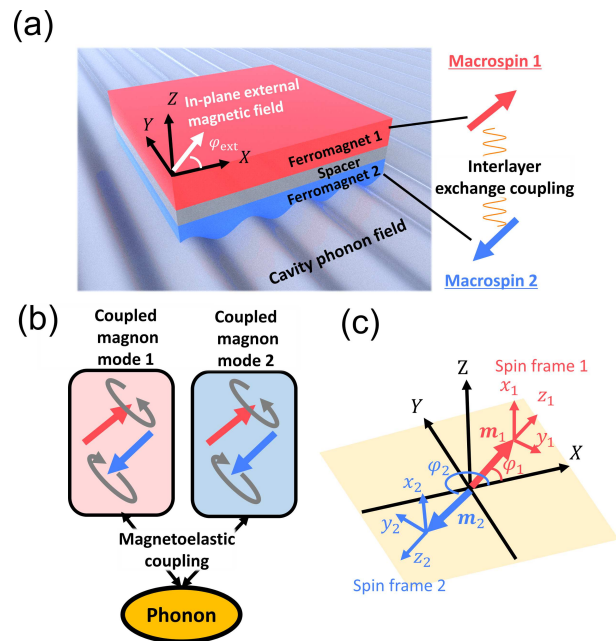 (a)
Z
Y
X
In-plane external
magnetic field
φext
Ferromagnet 1
Spacer
Ferromagnet 2
Cavity phonon field
Macrospin 1
Interlayer
exchange coupling
Macrospin 2
(b)
Coupled
magnon
mode 1
Coupled
magnon
mode 2
Magnetoelastic
coupling
Phonon
(c)
Z
Y
X
Spin frame 1
x1
z1
y1
m1
φ1
φ2
x2
y2
z2
m2
Spin frame 2